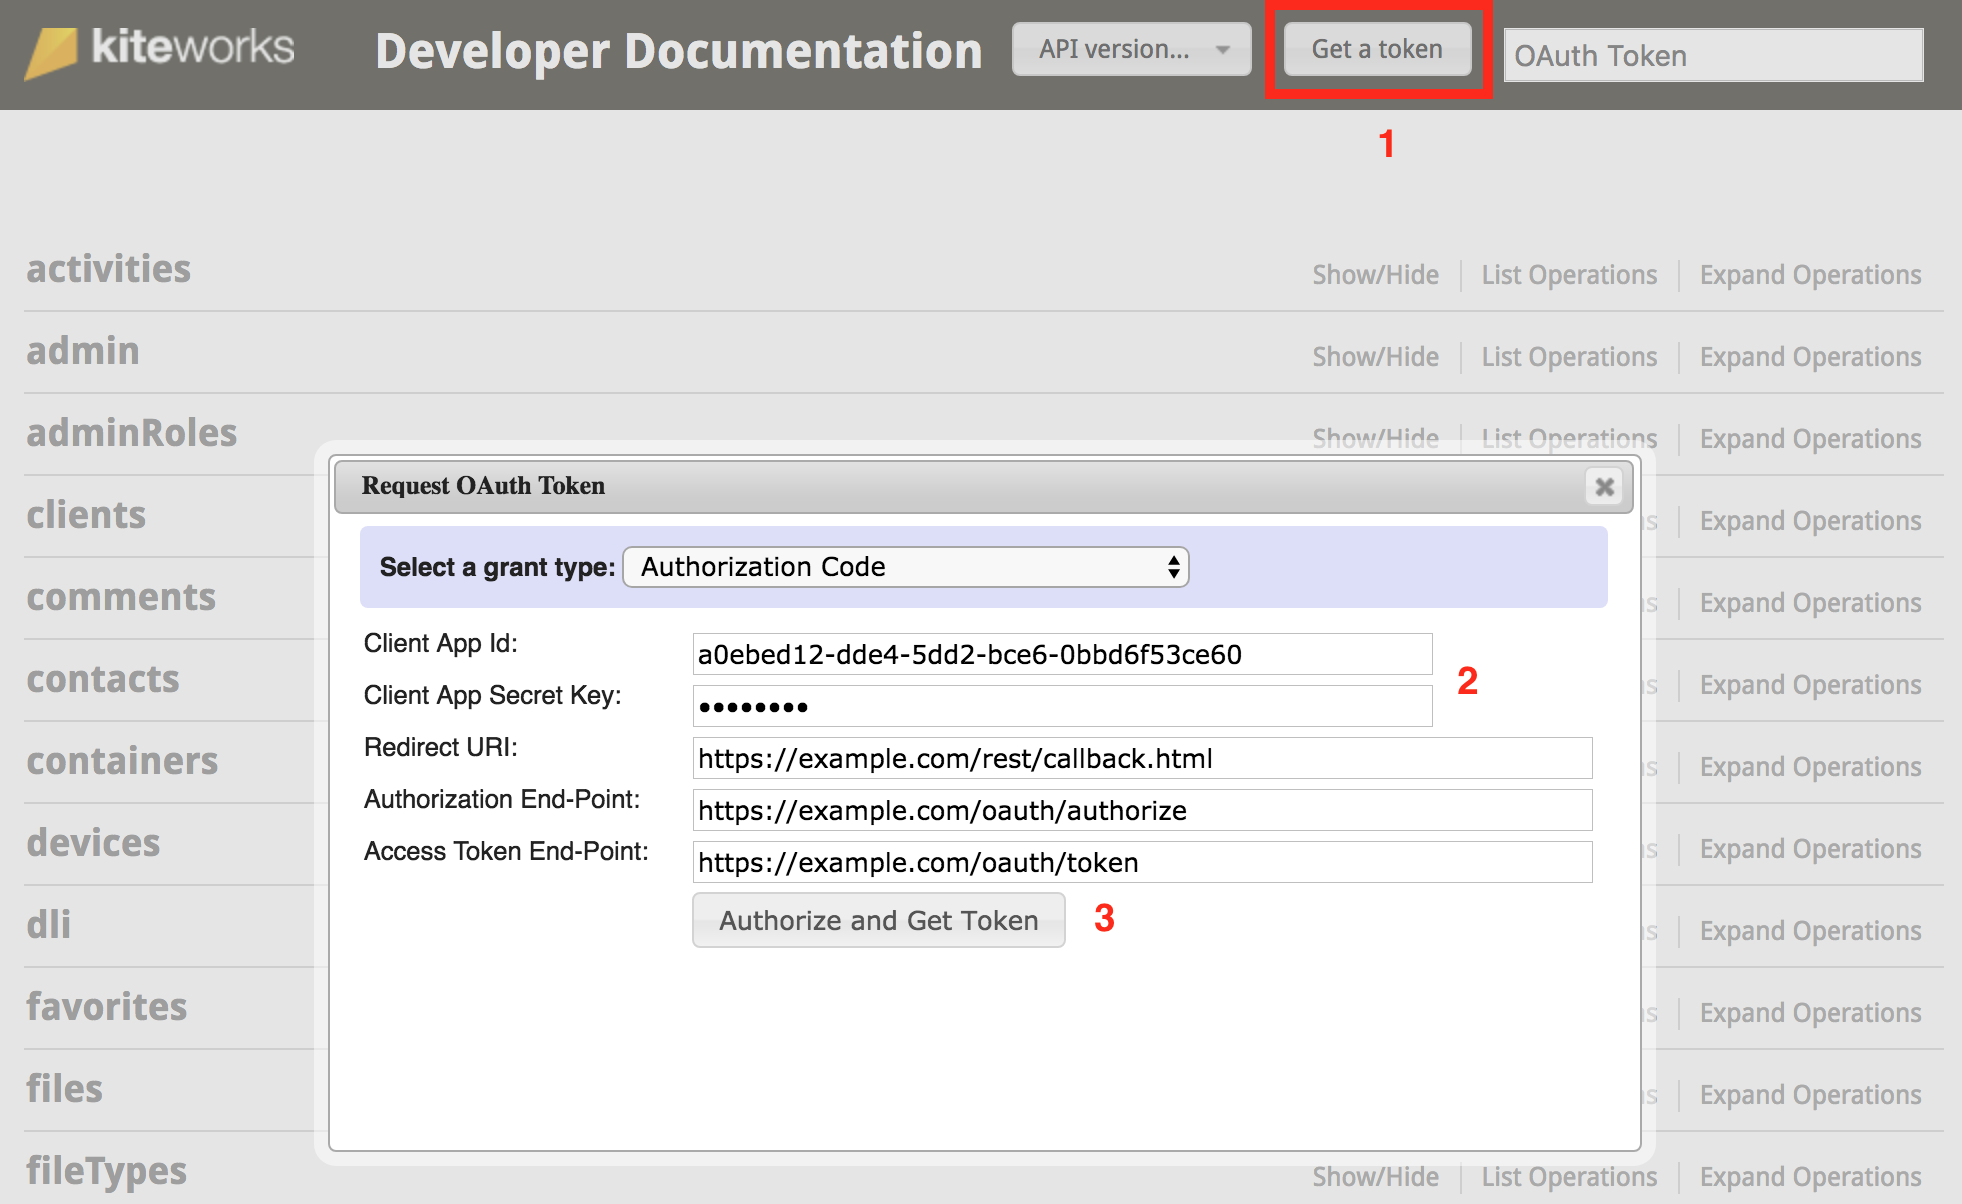 kiteworks Developer Documentation API version... Get a token OAuth Token
1
activities Show/Hide List Operations Expand Operations
admin Show/Hide List Operations Expand Operations
adminRoles Show/Hide List Operations Expand Operations
clients Expand Operations
comments Expand Operations
contacts Expand Operations
containers Expand Operations
devices Expand Operations
dli Expand Operations
favorites Expand Operations
files Expand Operations
fileTypes Show/Hide List Operations Expand Operations
Request OAuth Token
Select a grant type: Authorization Code
Client App Id: a0ebed12-dde4-5dd2-bce6-0bbd6f53ce60
2
Client App Secret Key: ••••••••
Redirect URI: https://example.com/rest/callback.html
Authorization End-Point: https://example.com/oauth/authorize
Access Token End-Point: https://example.com/oauth/token
Authorize and Get Token 3